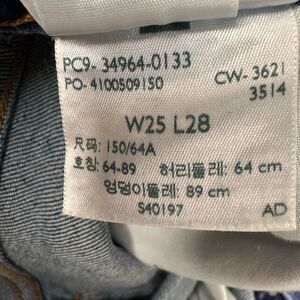 PC9- 34964-0133
PO- 4100509150
CW- 3621
3514
W25 L28
尺码: 150/64A
호칭: 64-89 허리둘레: 64 cm
엉덩이둘레: 89 cm
S40197
AD